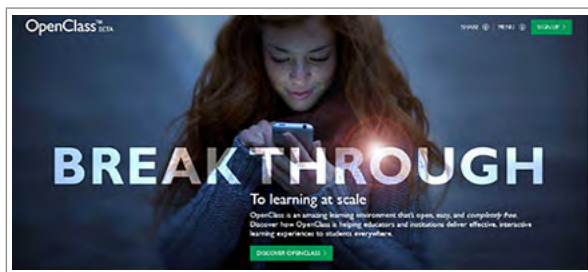 OpenClass™ BETA
SHARE | MENU
SIGN UP >
BREAKTHROUGH
To learning at scale
OpenClass is an amazing learning environment that's open, easy, and completely free.
Discover how OpenClass is helping educators and institutions deliver effective, interactive
learning experiences to students everywhere.
DISCOVER OPENCLASS >